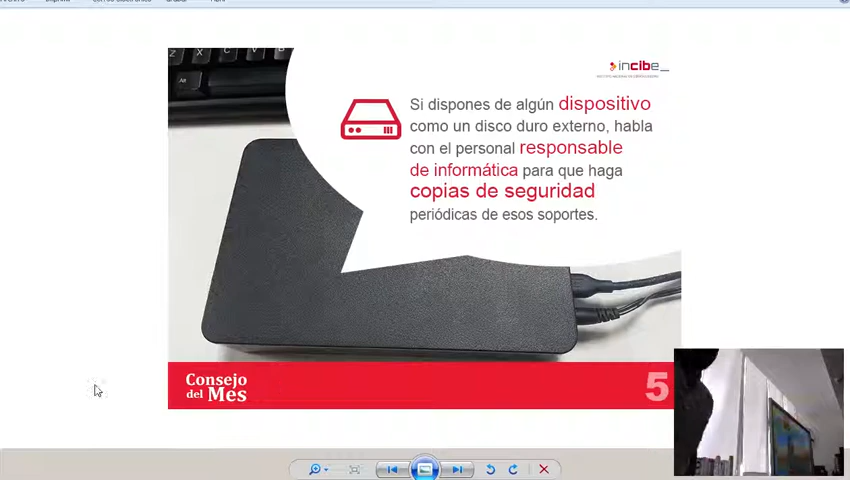 incibe_
Si dispones de algún dispositivo
como un disco duro externo, habla
con el personal responsable
de informática para que haga
copias de seguridad
periódicas de esos soportes.
Consejo
del Mes
5
Z X
Alt